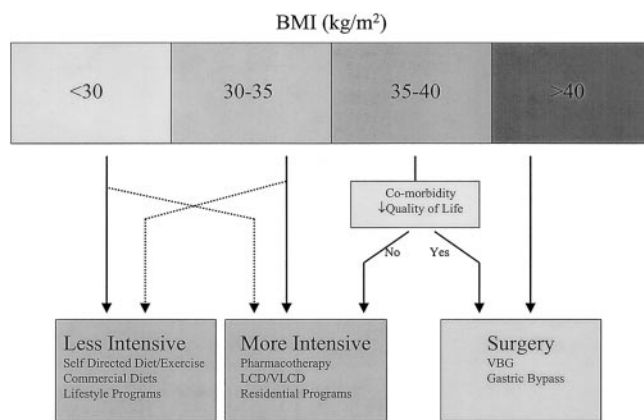 BMI (kg/m²)
<30
30-35
35-40
>40
Co-morbidity
↓Quality of Life
No
Yes
Less Intensive
Self Directed Diet/Exercise
Commercial Diets
Lifestyle Programs
More Intensive
Pharmacotherapy
LCD/VLCD
Residential Programs
Surgery
VBG
Gastric Bypass